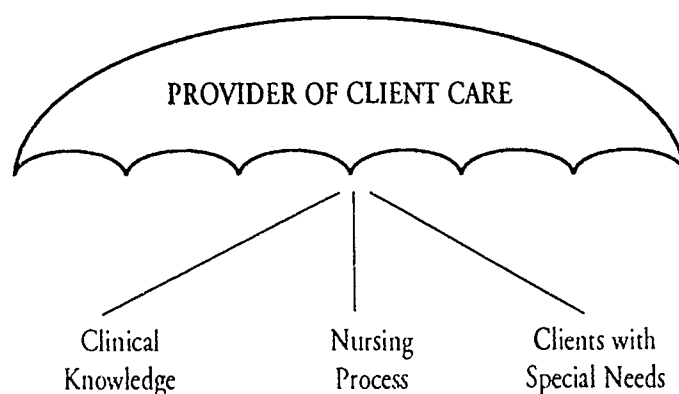 PROVIDER OF CLIENT CARE
Clinical
Knowledge
Nursing
Process
Clients with
Special Needs